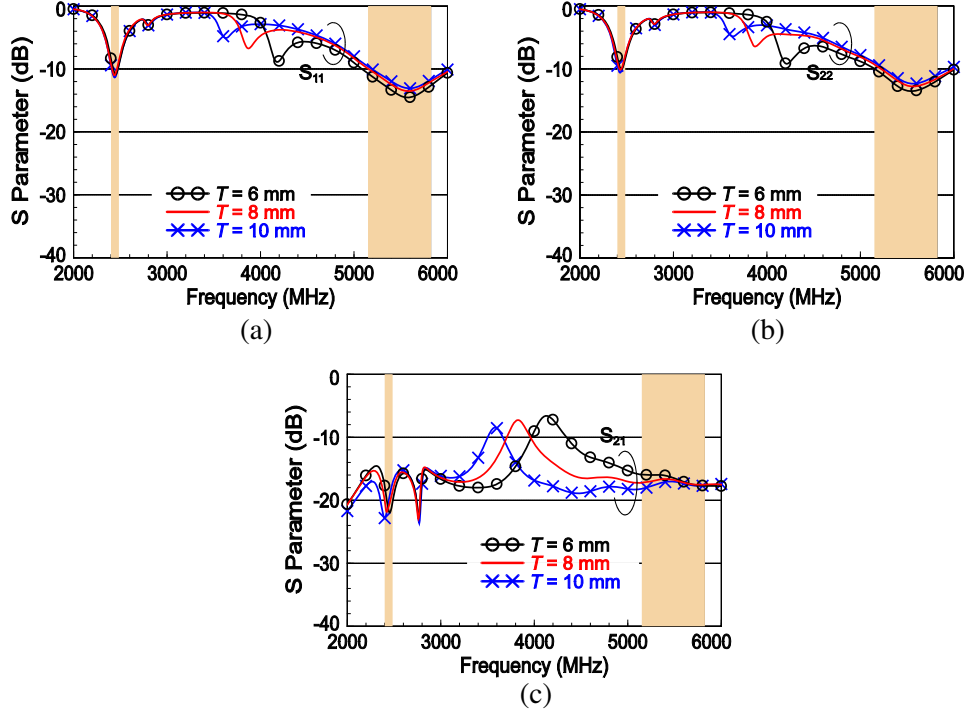 0
-10
-20
-30
-40
S Parameter (dB)
S11
T = 6 mm
T = 8 mm
T = 10 mm
2000 3000 4000 5000 6000
Frequency (MHz)
(a)
0
-10
-20
-30
-40
S Parameter (dB)
S22
T = 6 mm
T = 8 mm
T = 10 mm
2000 3000 4000 5000 6000
Frequency (MHz)
(b)
0
-10
-20
-30
-40
S Parameter (dB)
S21
T = 6 mm
T = 8 mm
T = 10 mm
2000 3000 4000 5000 6000
Frequency (MHz)
(c)